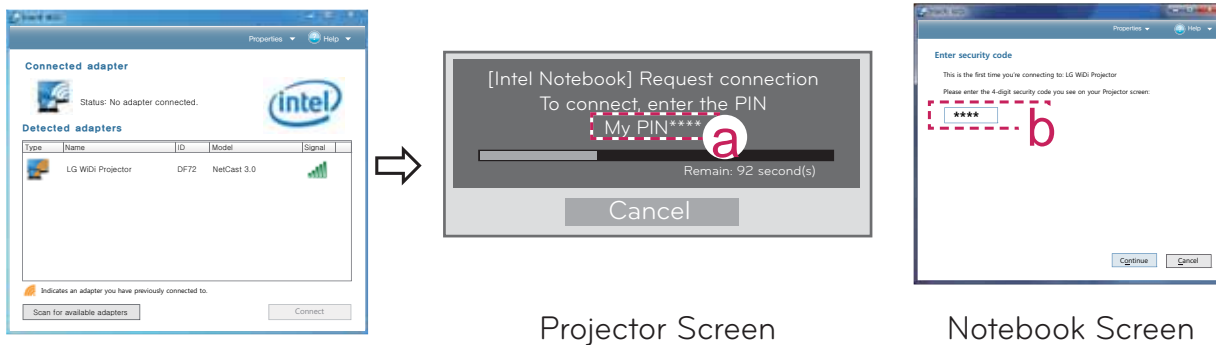 Properties Help
Connected adapter
Status: No adapter connected.
intel
Detected adapters
Type Name ID Model Signal
LG WiDi Projector DF72 NetCast 3.0
Indicates an adapter you have previously connected to.
Scan for available adapters Connect
[Intel Notebook] Request connection
To connect, enter the PIN
My PIN****
a
Remain: 92 second(s)
Cancel
Projector Screen
Properties Help
Enter security code
This is the first time you're connecting to: LG WiDi Projector
Please enter the 4-digit security code you see on your Projector screen:
****
b
Continue Cancel
Notebook Screen